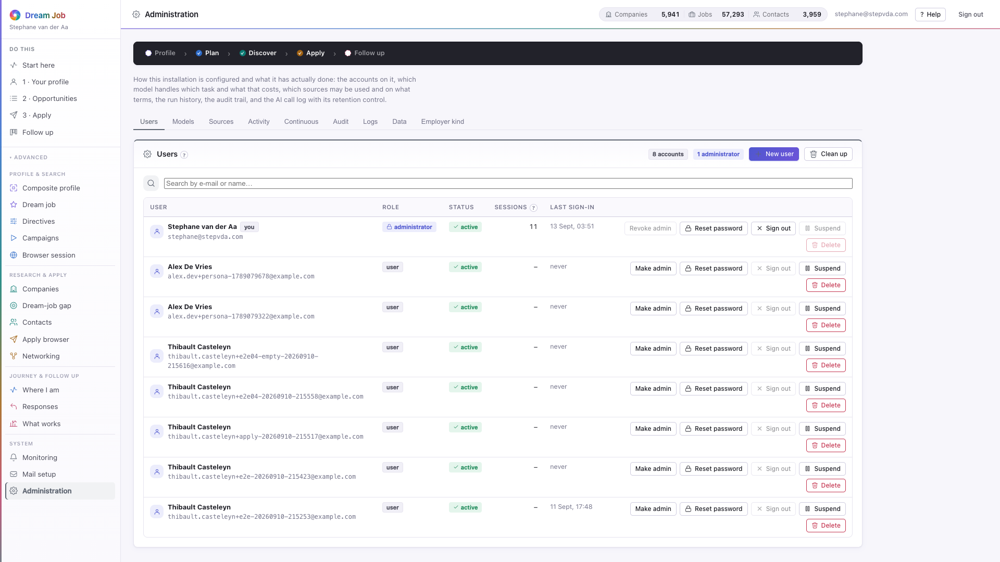 Dream Job
Stephane van der Aa
DO THIS
Start here
1 · Your profile
2 · Opportunities
3 · Apply
Follow up
ADVANCED
PROFILE & SEARCH
Composite profile
Dream job
Directives
Campaigns
Browser session
RESEARCH & APPLY
Companies
Dream-job gap
Contacts
Apply browser
Networking
JOURNEY & FOLLOW UP
Where I am
Responses
What works
SYSTEM
Monitoring
Mail setup
Administration
Administration
Companies 5,941 Jobs 57,293 Contacts 3,959 stephane@stepvda.com ? Help Sign out
Profile › Plan › Discover › Apply › Follow up
How this installation is configured and what it has actually done: the accounts on it, which
model handles which task and what that costs, which sources may be used and on what
terms, the run history, the audit trail, and the AI call log with its retention control.
Users Models Sources Activity Continuous Audit Logs Data Employer kind
Users ? 8 accounts 1 administrator New user Clean up
Search by e-mail or name…
USER ROLE STATUS SESSIONS ? LAST SIGN-IN
Stephane van der Aa you administrator active 11 13 Sept, 03:51 Revoke admin Reset password Sign out Suspend
stephane@stepvda.com
Delete
Alex De Vries user active – never Make admin Reset password Sign out Suspend
alex.dev+persona-1789079678@example.com
Delete
Alex De Vries user active – never Make admin Reset password Sign out Suspend
alex.dev+persona-1789079322@example.com
Delete
Thibault Casteleyn user active – never Make admin Reset password Sign out Suspend
thibault.casteleyn+e2e04-empty-20260910-
215616@example.com
Delete
Thibault Casteleyn user active – never Make admin Reset password Sign out Suspend
thibault.casteleyn+e2e04-20260910-215558@example.com
Delete
Thibault Casteleyn user active – never Make admin Reset password Sign out Suspend
thibault.casteleyn+apply-20260910-215517@example.com
Delete
Thibault Casteleyn user active – never Make admin Reset password Sign out Suspend
thibault.casteleyn+e2e-20260910-215423@example.com
Delete
Thibault Casteleyn user active – 11 Sept, 17:48 Make admin Reset password Sign out Suspend
thibault.casteleyn+e2e-20260910-215253@example.com
Delete